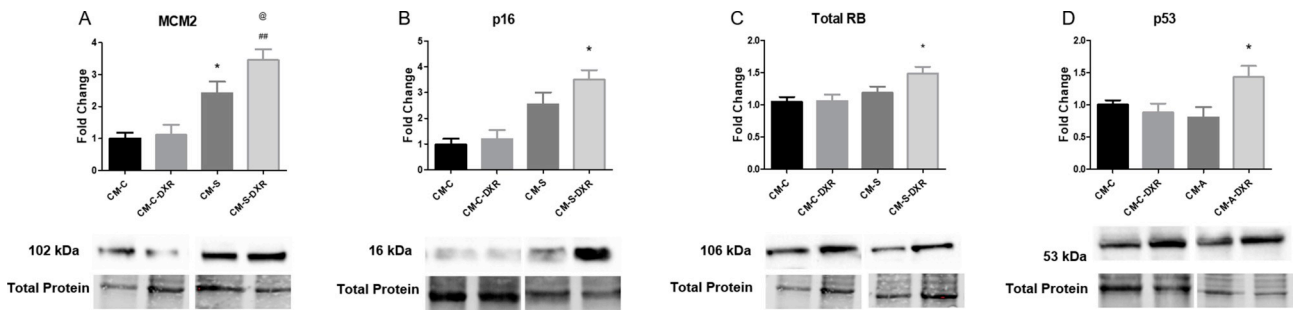 A
MCM2
@
##
*
Fold Change
5
4
3
2
1
0
CM-C
CM-C-DXR
CM-S
CM-S-DXR
102 kDa
Total Protein
B
p16
*
Fold Change
5
4
3
2
1
0
CM-C
CM-C-DXR
CM-S
CM-S-DXR
16 kDa
Total Protein
C
Total RB
*
Fold Change
2.0
1.5
1.0
0.5
0.0
CM-C
CM-C-DXR
CM-S
CM-S-DXR
106 kDa
Total Protein
D
p53
*
Fold Change
2.0
1.5
1.0
0.5
0.0
CM-C
CM-C-DXR
CM-A
CM-A-DXR
53 kDa
Total Protein